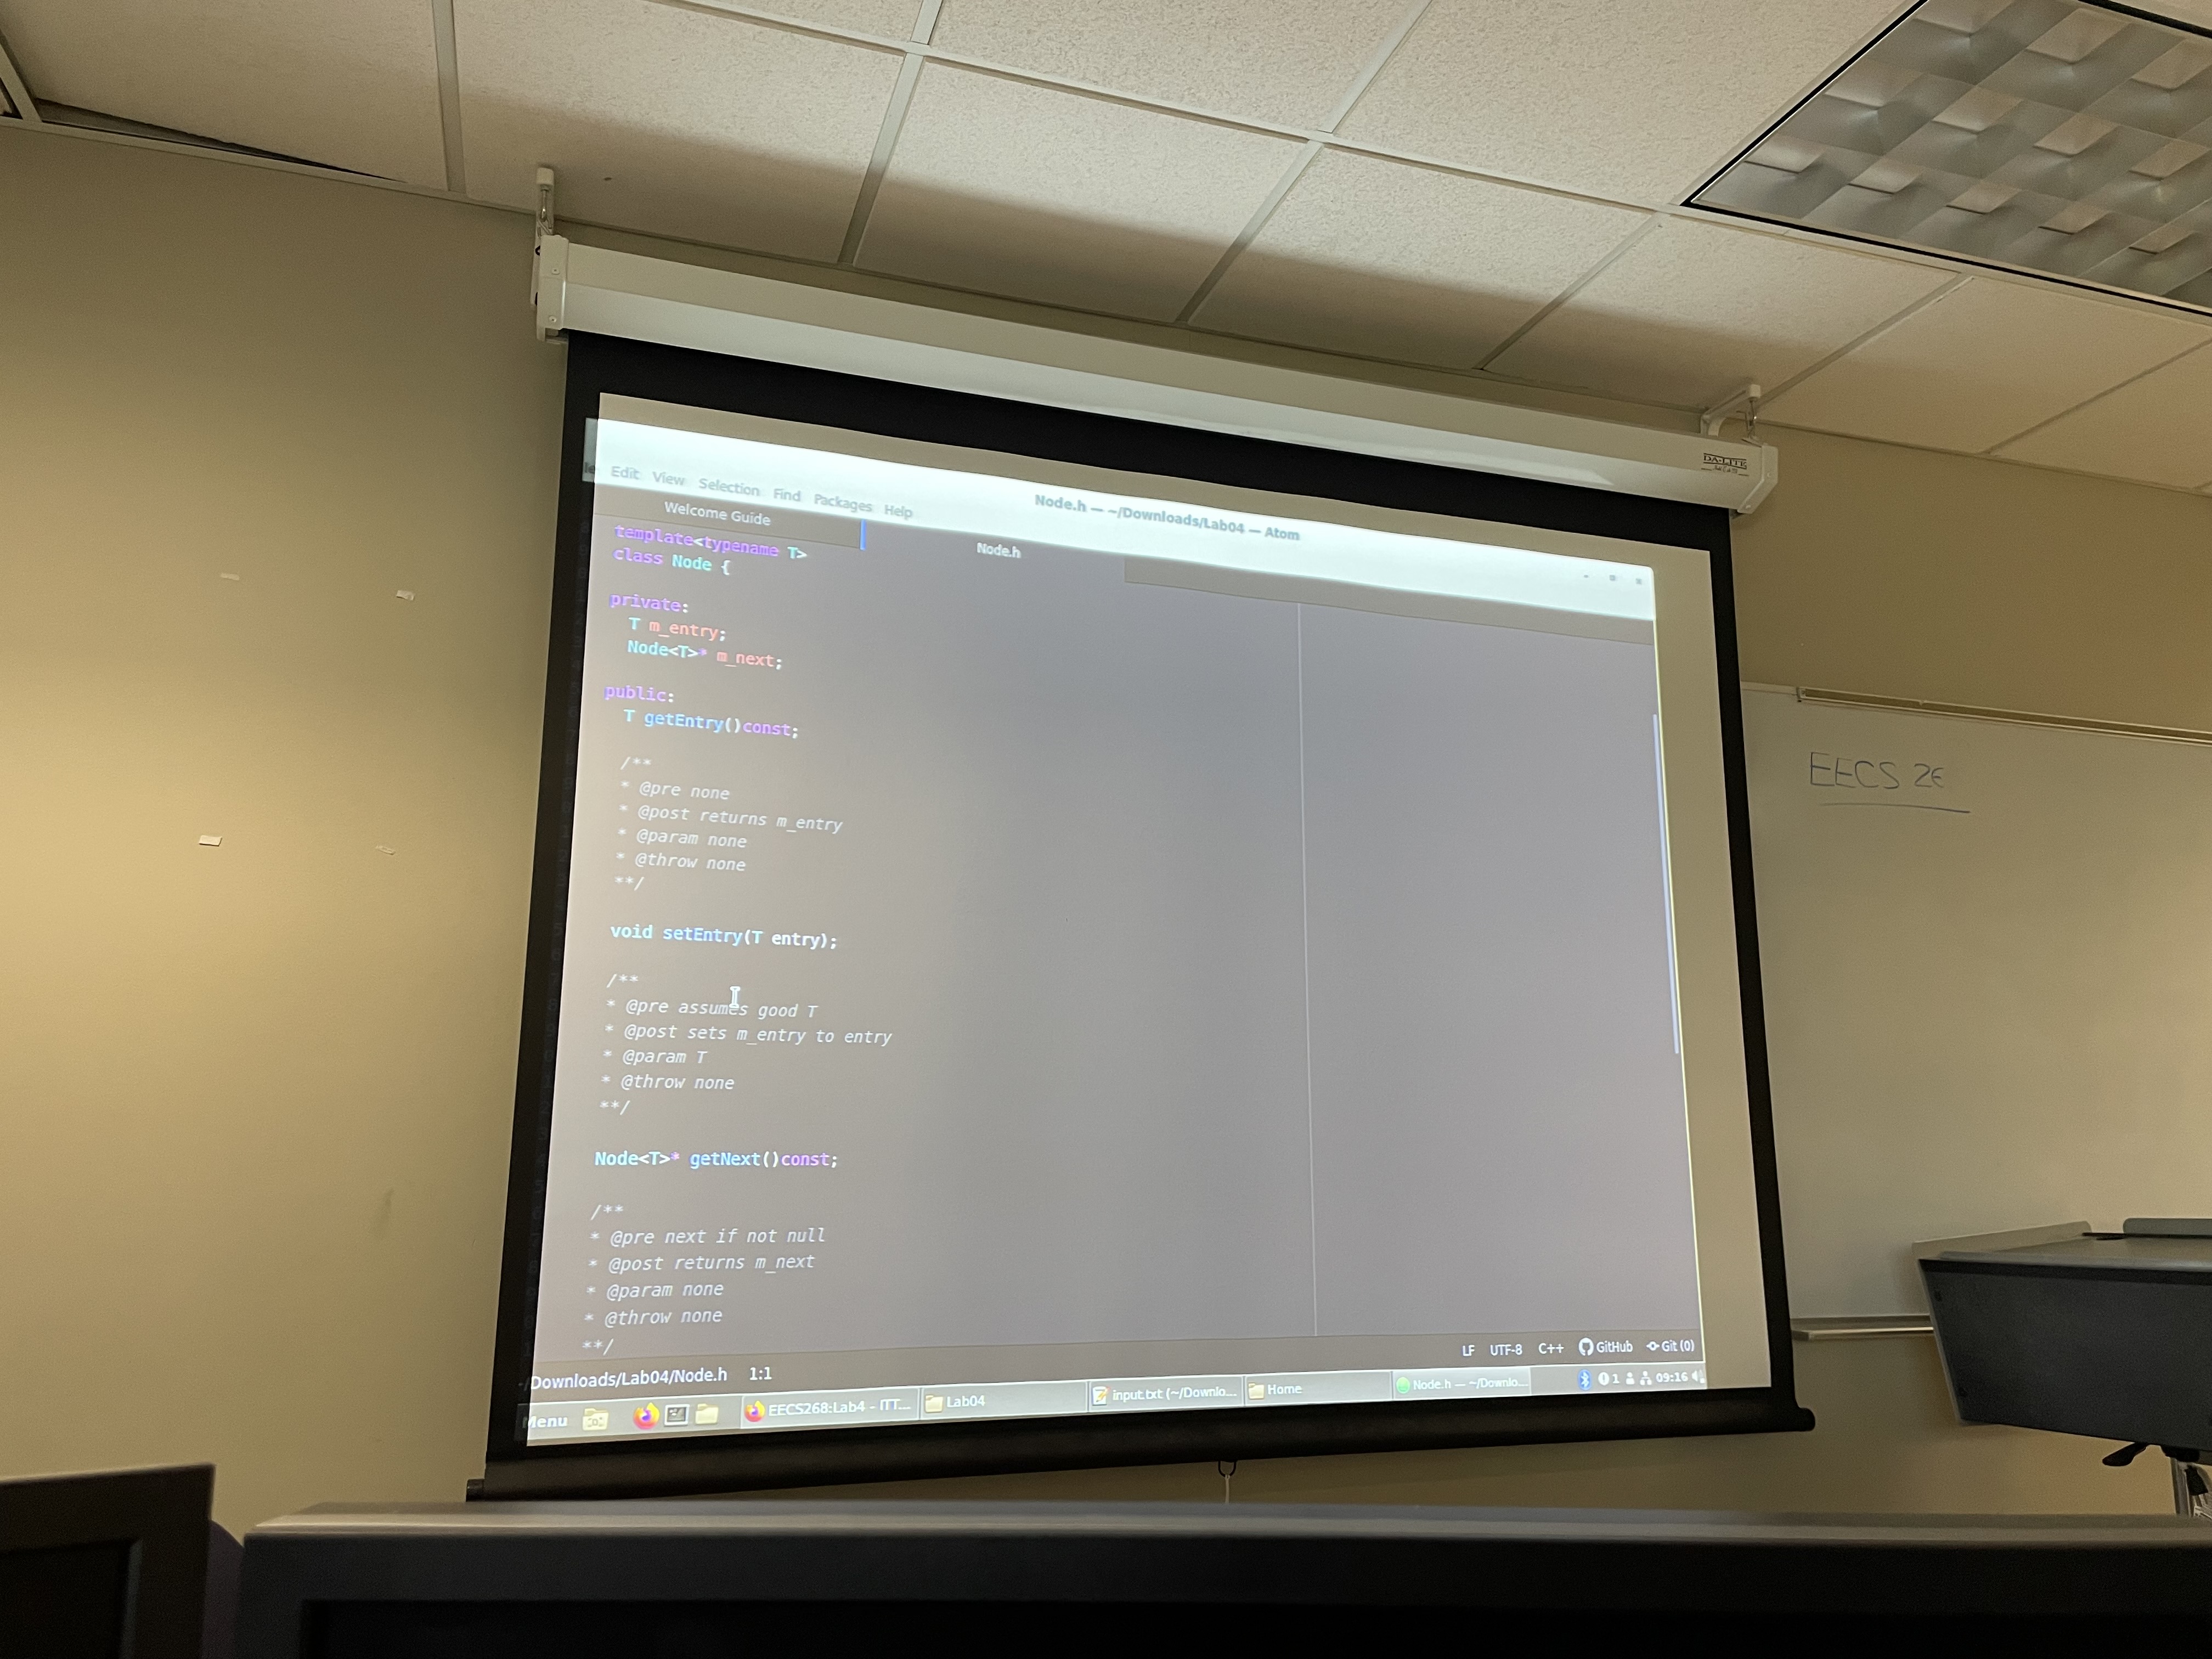 DA-LITE
Edit View Selection Find Packages Help
Node.h — ~/Downloads/Lab04 — Atom
Welcome Guide
Node.h
template<typename T>
class Node {
private:
T m_entry;
Node<T>* m_next;
public:
T getEntry()const;
/**
* @pre none
* @post returns m_entry
* @param none
* @throw none
**/
void setEntry(T entry);
/**
* @pre assumes good T
* @post sets m_entry to entry
* @param T
* @throw none
**/
Node<T>* getNext()const;
/**
* @pre next if not null
* @post returns m_next
* @param none
* @throw none
**/
~/Downloads/Lab04/Node.h 1:1
LF UTF-8 C++ GitHub Git (0)
Menu
EECS268:Lab4 - ITT...
Lab04
input.txt (~/Downlo...
Home
Node.h — ~/Downlo...
1
09:16
EECS 26